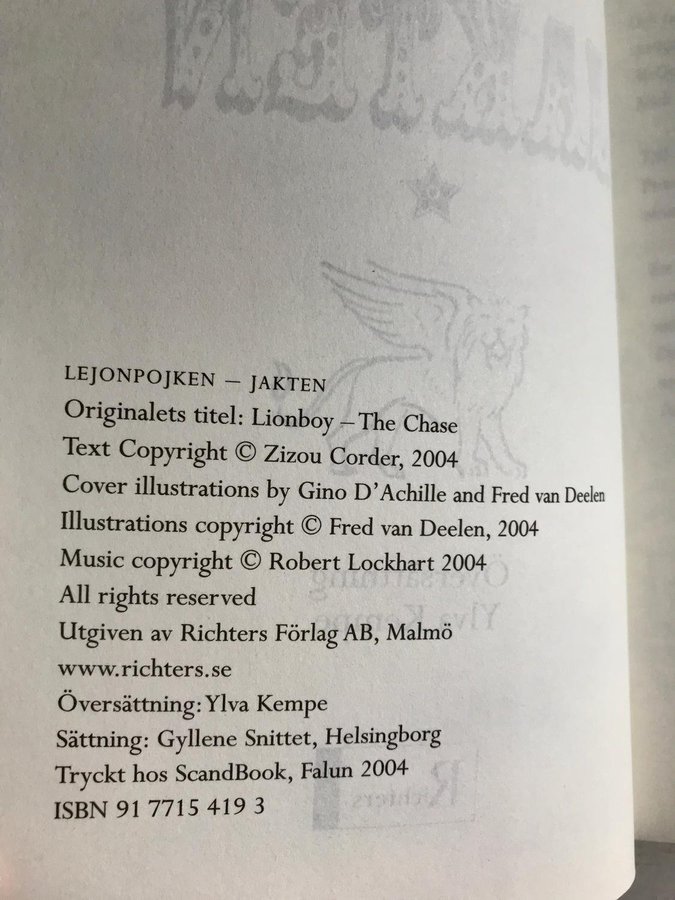 LEJONPOJKEN – JAKTEN
Originalets titel: Lionboy – The Chase
Text Copyright © Zizou Corder, 2004
Cover illustrations by Gino D'Achille and Fred van Deelen
Illustrations copyright © Fred van Deelen, 2004
Music copyright © Robert Lockhart 2004
All rights reserved
Utgiven av Richters Förlag AB, Malmö
www.richters.se
Översättning: Ylva Kempe
Sättning: Gyllene Snittet, Helsingborg
Tryckt hos ScandBook, Falun 2004
ISBN 91 7715 419 3